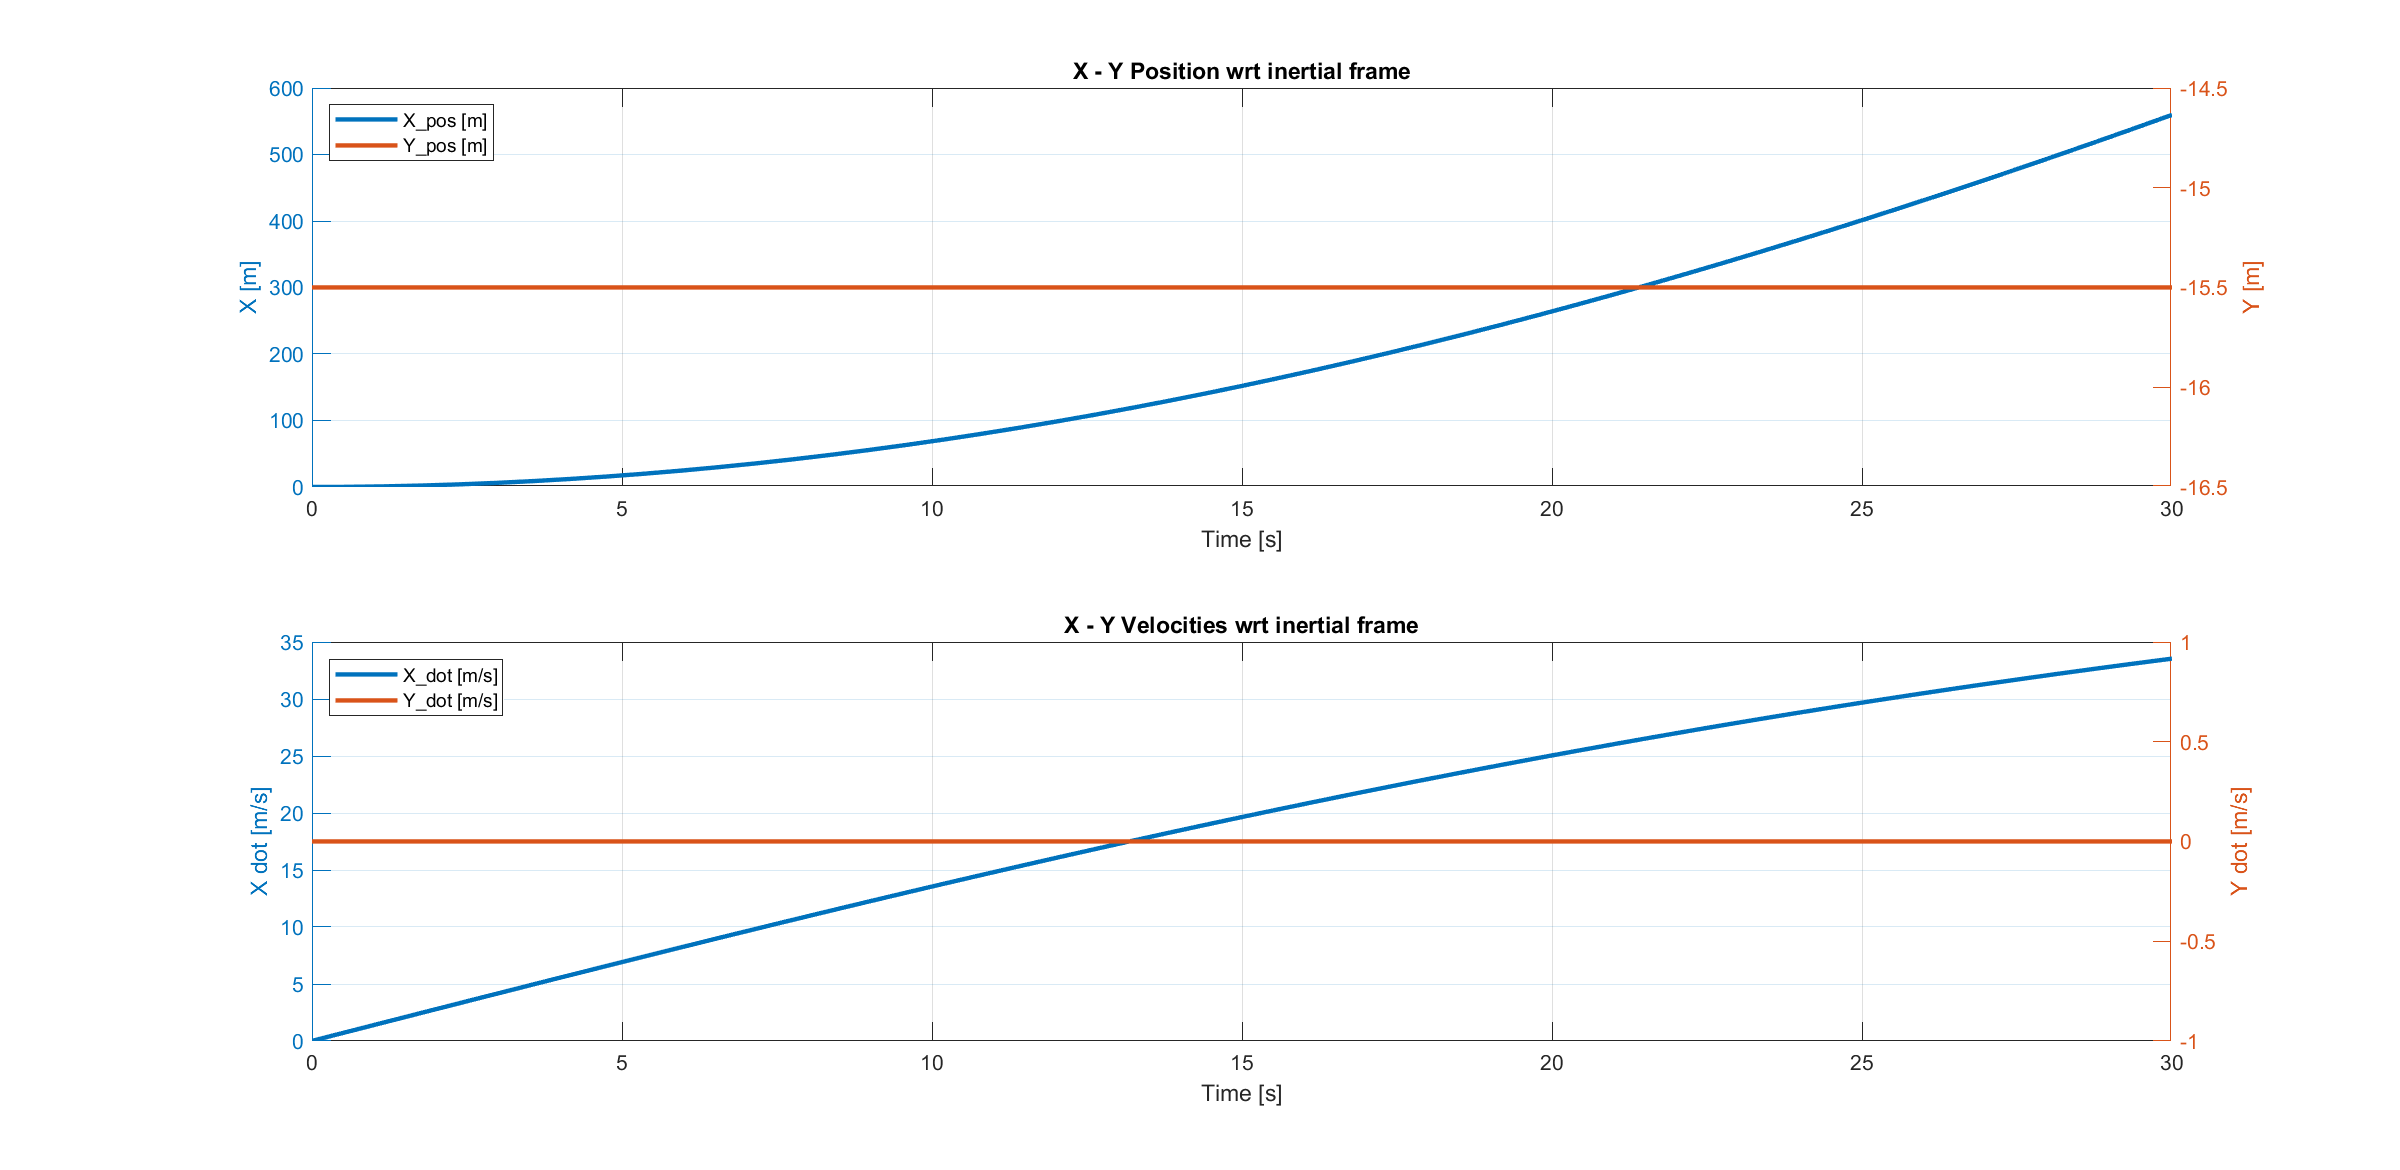 X - Y Position wrt inertial frame
600
500
400
300
200
100
0
X [m]
X_pos [m]
Y_pos [m]
-14.5
-15
-15.5
-16
-16.5
Y [m]
0 5 10 15 20 25 30
Time [s]
X - Y Velocities wrt inertial frame
35
30
25
20
15
10
5
0
X dot [m/s]
X_dot [m/s]
Y_dot [m/s]
1
0.5
0
-0.5
-1
Y dot [m/s]
0 5 10 15 20 25 30
Time [s]